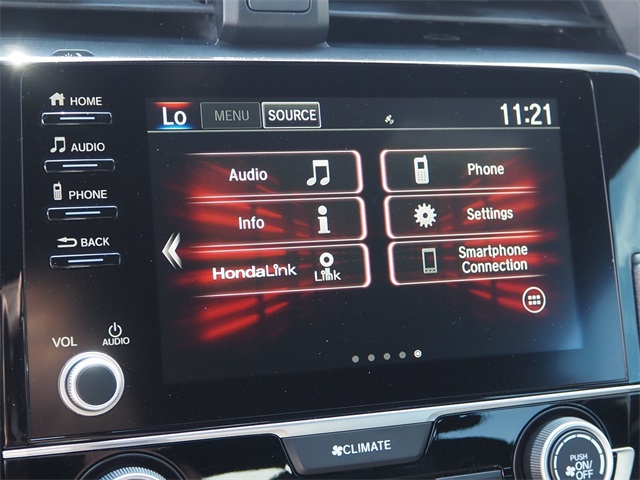 HOME
AUDIO
PHONE
BACK
VOL
AUDIO
Lo MENU SOURCE 11:21
Audio
Phone
Info
Settings
HondaLink Link
Smartphone
Connection
CLIMATE
PUSH
ON/
OFF